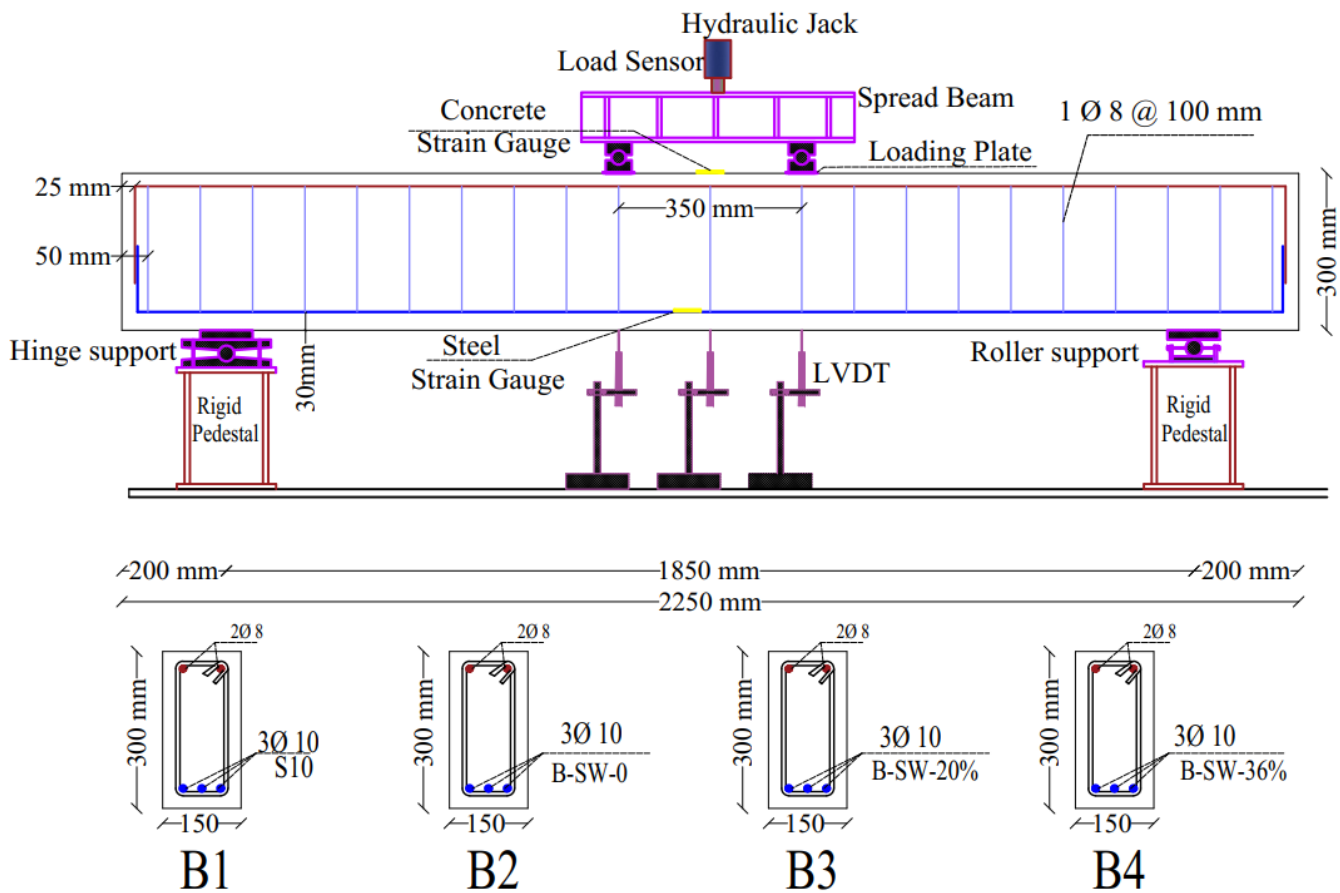 Hydraulic Jack
Load Sensor
Spread Beam
Concrete
Strain Gauge
1 Ø 8 @ 100 mm
Loading Plate
25 mm
350 mm
50 mm
300 mm
Hinge support
Steel
Strain Gauge
30mm
LVDT
Roller support
Rigid
Pedestal
Rigid
Pedestal
200 mm
1850 mm
200 mm
2250 mm
2Ø 8
2Ø 8
2Ø 8
2Ø 8
300 mm
3Ø 10
S10
300 mm
3Ø 10
B-SW-0
300 mm
3Ø 10
B-SW-20%
300 mm
3Ø 10
B-SW-36%
150
150
150
150
B1
B2
B3
B4